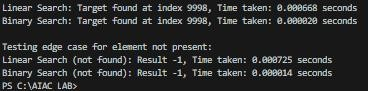 Linear Search: Target found at index 9998, Time taken: 0.000668 seconds
Binary Search: Target found at index 9998, Time taken: 0.000020 seconds
Testing edge case for element not present:
Linear Search (not found): Result -1, Time taken: 0.000725 seconds
Binary Search (not found): Result -1, Time taken: 0.000014 seconds
PS C:\AIAC LAB>